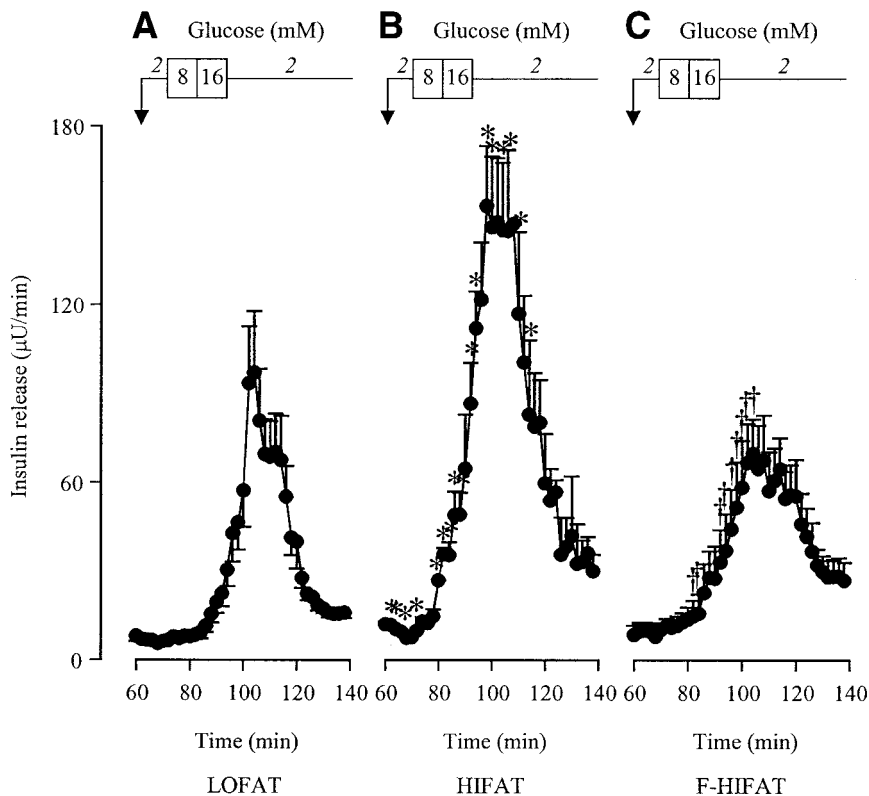 A B C
Glucose (mM) Glucose (mM) Glucose (mM)
2 8 16 2 2 8 16 2 2 8 16 2
180
120
60
0
Insulin release (μU/min)
* * * * * * * * * * * * * * * * *
† † † † † † † † † †
60 80 100 120 140 60 80 100 120 140 60 80 100 120 140
Time (min) Time (min) Time (min)
LOFAT HIFAT F-HIFAT